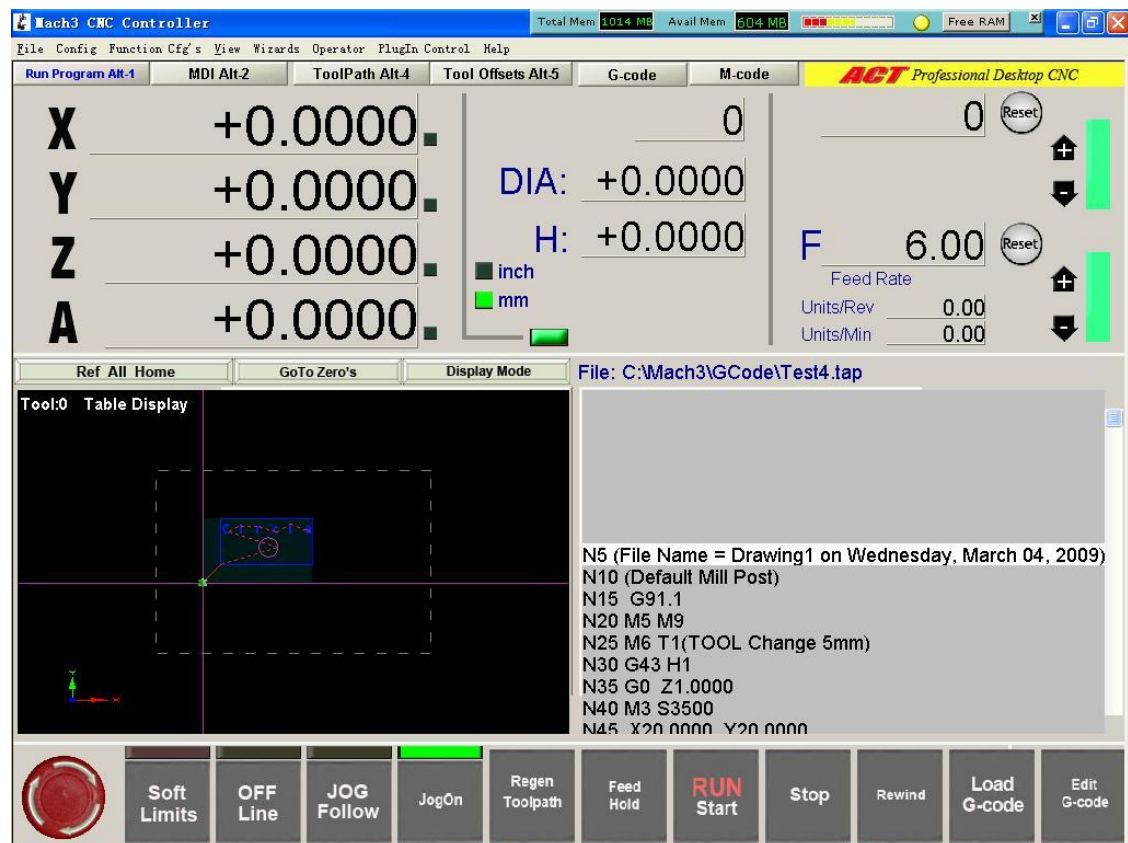 Mach3 CNC Controller
Total Mem 1014 MB Avail Mem 604 MB Free RAM
File Config Function Cfg's View Wizards Operator PlugIn Control Help
Run Program Alt-1 MDI Alt-2 ToolPath Alt-4 Tool Offsets Alt-5 G-code M-code ACT Professional Desktop CNC
X +0.0000
Y +0.0000
Z +0.0000
A +0.0000
0
DIA: +0.0000
H: +0.0000
inch
mm
0 Reset
+
-
F 6.00 Reset
Feed Rate
+
Units/Rev 0.00
Units/Min 0.00
-
Ref All Home GoTo Zero's Display Mode
File: C:\Mach3\GCode\Test4.tap
Tool:0 Table Display
Circle
N5 (File Name = Drawing1 on Wednesday, March 04, 2009)
N10 (Default Mill Post)
N15 G91.1
N20 M5 M9
N25 M6 T1(TOOL Change 5mm)
N30 G43 H1
N35 G0 Z1.0000
N40 M3 S3500
N45 X20.0000 Y20.0000
Soft
Limits
OFF
Line
JOG
Follow
JogOn
Regen
Toolpath
Feed
Hold
RUN
Start
Stop
Rewind
Load
G-code
Edit
G-code